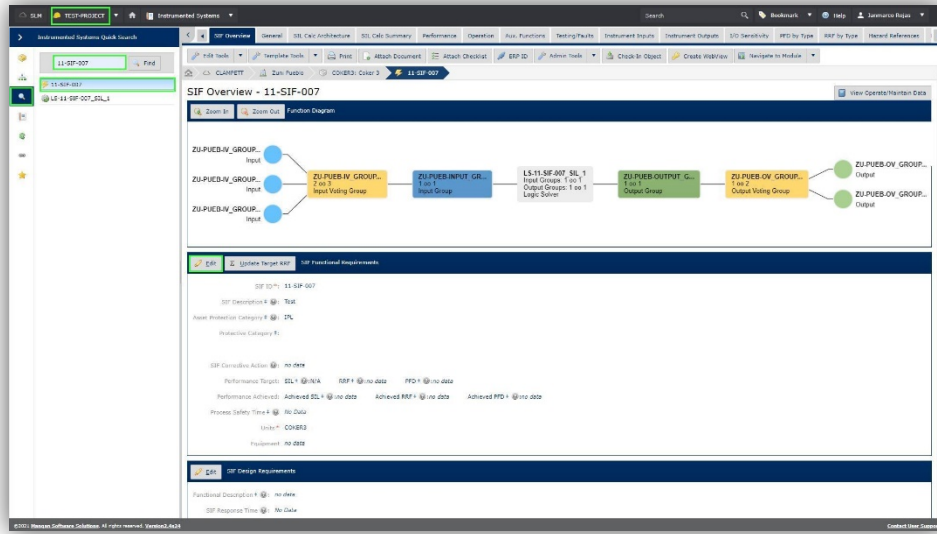 SLM TEST-PROJECT Instrumented Systems Search Bookmark Help Janmarco Rojas
Instrumented Systems Quick Search
SIF Overview General SIL Calc Architecture SIL Calc Summary Performance Operation Aux. Functions Testing/Faults Instrument Inputs Instrument Outputs I/O Sensitivity PFD by Type RRF by Type Hazard References
11-SIF-007 Find
Edit Tools Template Tools Print Attach Document Attach Checklist ERP ID Admin Tools Check-In Object Create WebView Navigate to Module
11-SIF-007
LS-11-SIF-007_SIL_1
CLAMPETT Zuni Pueblo COKER3: Coker 3 11-SIF-007
SIF Overview - 11-SIF-007
View Operate/Maintain Data
Zoom In Zoom Out Function Diagram
ZU-PUEB-IV_GROUP...
Input
ZU-PUEB-IV_GROUP...
Input
ZU-PUEB-IV_GROUP...
Input
ZU-PUEB-IV_GROUP...
2 oo 3
Input Voting Group
ZU-PUEB-INPUT_GR...
1 oo 1
Input Group
LS-11-SIF-007_SIL_1
Input Groups: 1 oo 1
Output Groups: 1 oo 1
Logic Solver
ZU-PUEB-OUTPUT_G...
1 oo 1
Output Group
ZU-PUEB-OV_GROUP...
1 oo 2
Output Voting Group
ZU-PUEB-OV_GROUP...
Output
ZU-PUEB-OV_GROUP...
Output
Edit Update Target RRF SIF Functional Requirements
SIF ID*: 11-SIF-007
SIF Description: Test
Asset Protection Category: IPL
Protective Category:
SIF Corrective Action: no data
Performance Target: SIL: N/A RRF: no data PFD: no data
Performance Achieved: Achieved SIL: no data Achieved RRF: no data Achieved PFD: no data
Process Safety Time: No Data
Units*: COKER3
Equipment: no data
Edit SIF Design Requirements
Functional Description: no data
SIF Response Time: No Data
©2021 Mangan Software Solutions. All rights reserved. Version2.4a24
Contact User Support